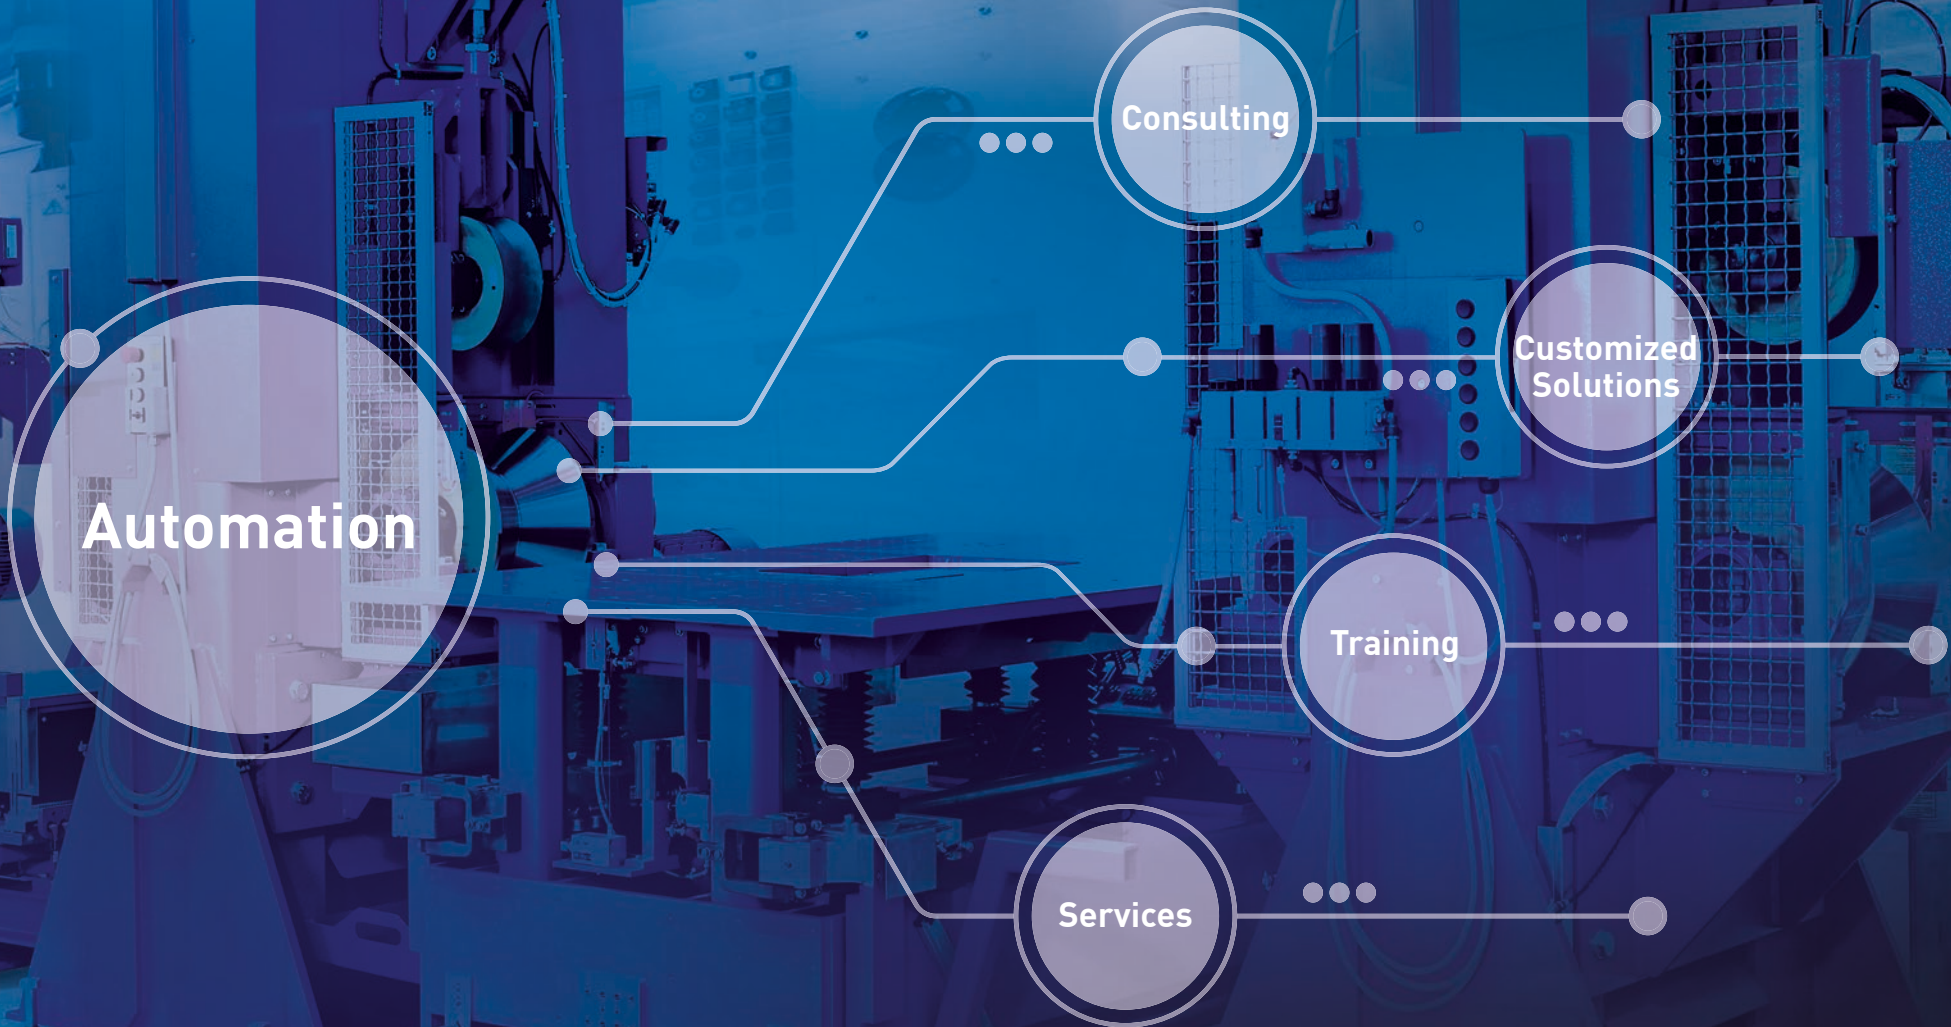 Consulting
Customized
Solutions
Automation
Training
Services